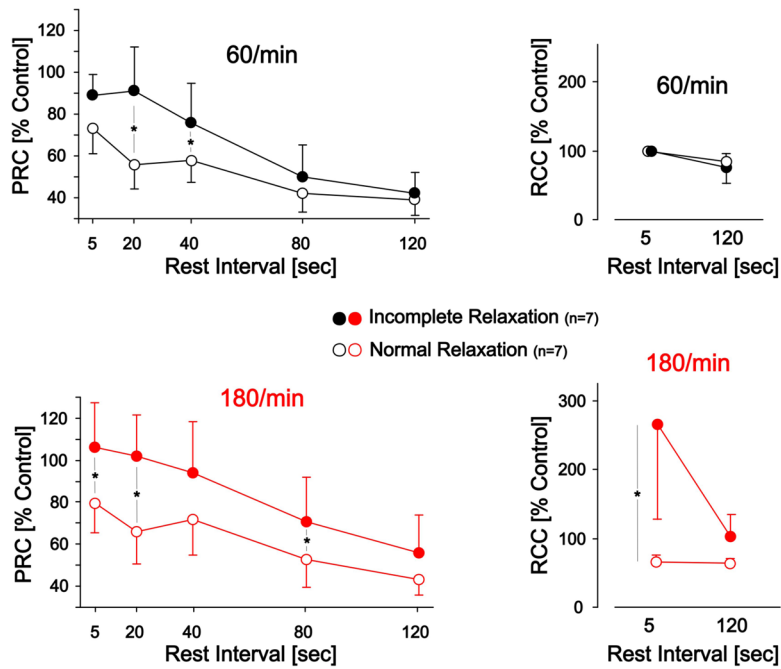 60/min
PRC [% Control]
120
100
80
60
40
*
*
5
20
40
80
120
Rest Interval [sec]
60/min
RCC [% Control]
200
100
0
5
120
Rest Interval [sec]
Incomplete Relaxation (n=7)
Normal Relaxation (n=7)
180/min
PRC [% Control]
120
100
80
60
40
*
*
*
5
20
40
80
120
Rest Interval [sec]
180/min
RCC [% Control]
300
200
100
0
*
5
120
Rest Interval [sec]